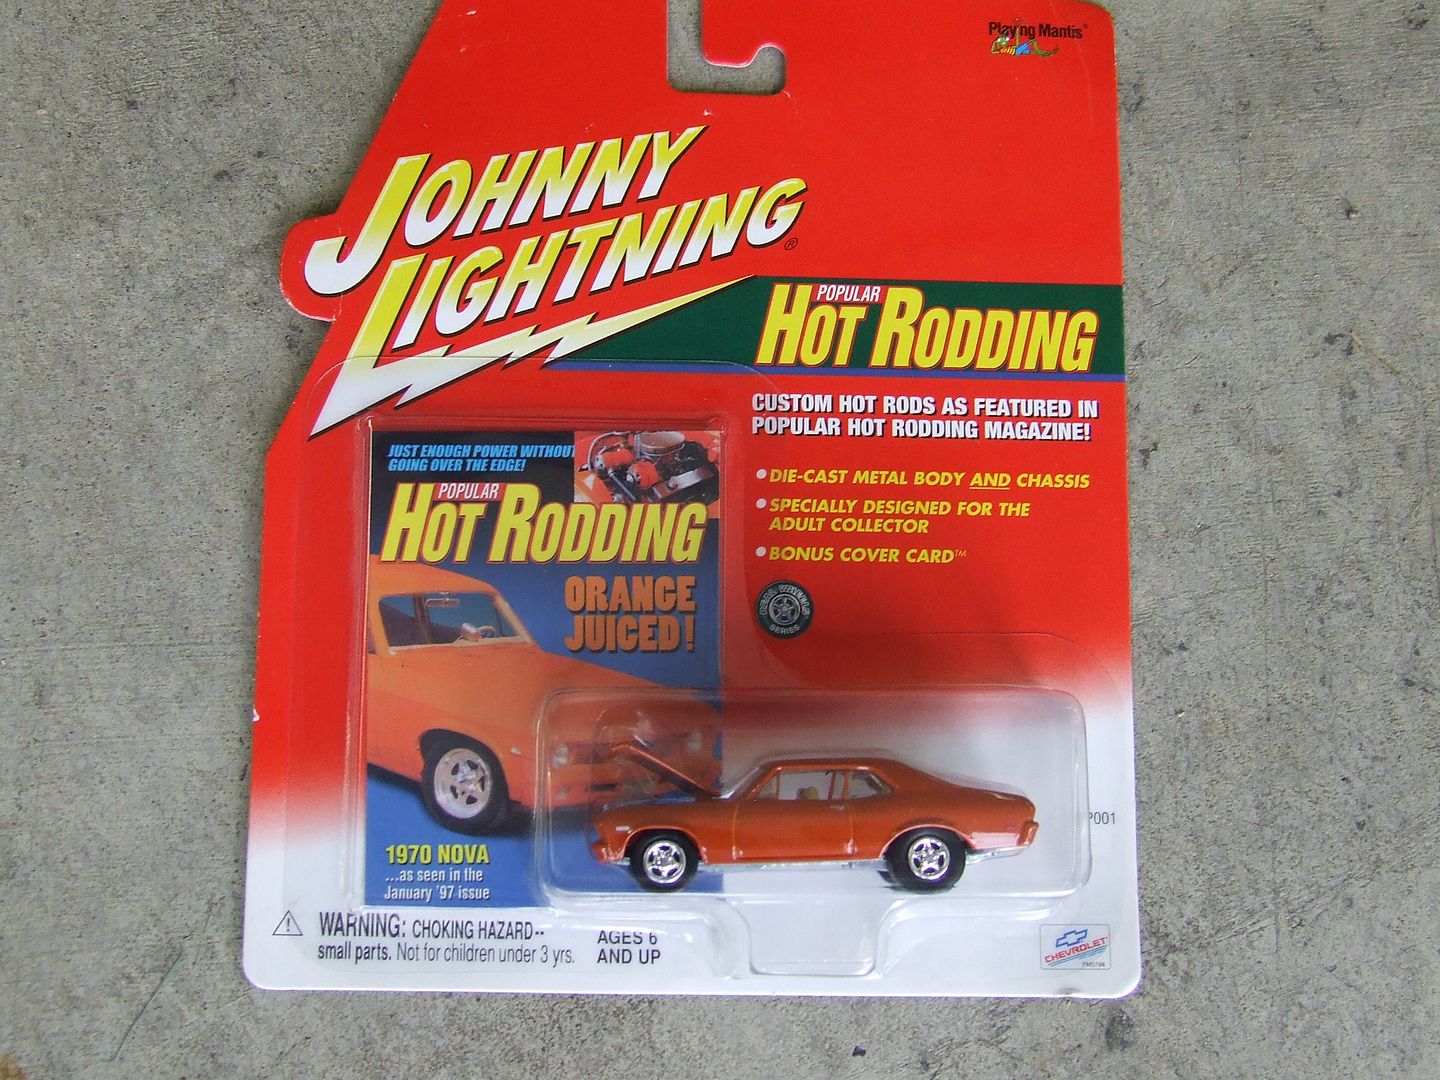 Playing Mantis®
JOHNNY
LIGHTNING®
POPULAR
HOT RODDING
CUSTOM HOT RODS AS FEATURED IN
POPULAR HOT RODDING MAGAZINE!
• DIE-CAST METAL BODY AND CHASSIS
• SPECIALLY DESIGNED FOR THE
ADULT COLLECTOR
• BONUS COVER CARD™
SERIES
JUST ENOUGH POWER WITHOUT
GOING OVER THE EDGE!
POPULAR
HOT RODDING
ORANGE
JUICED!
1970 NOVA
...as seen in the
January '97 issue
WARNING: CHOKING HAZARD--
small parts. Not for children under 3 yrs.
AGES 6
AND UP
CHEVROLET